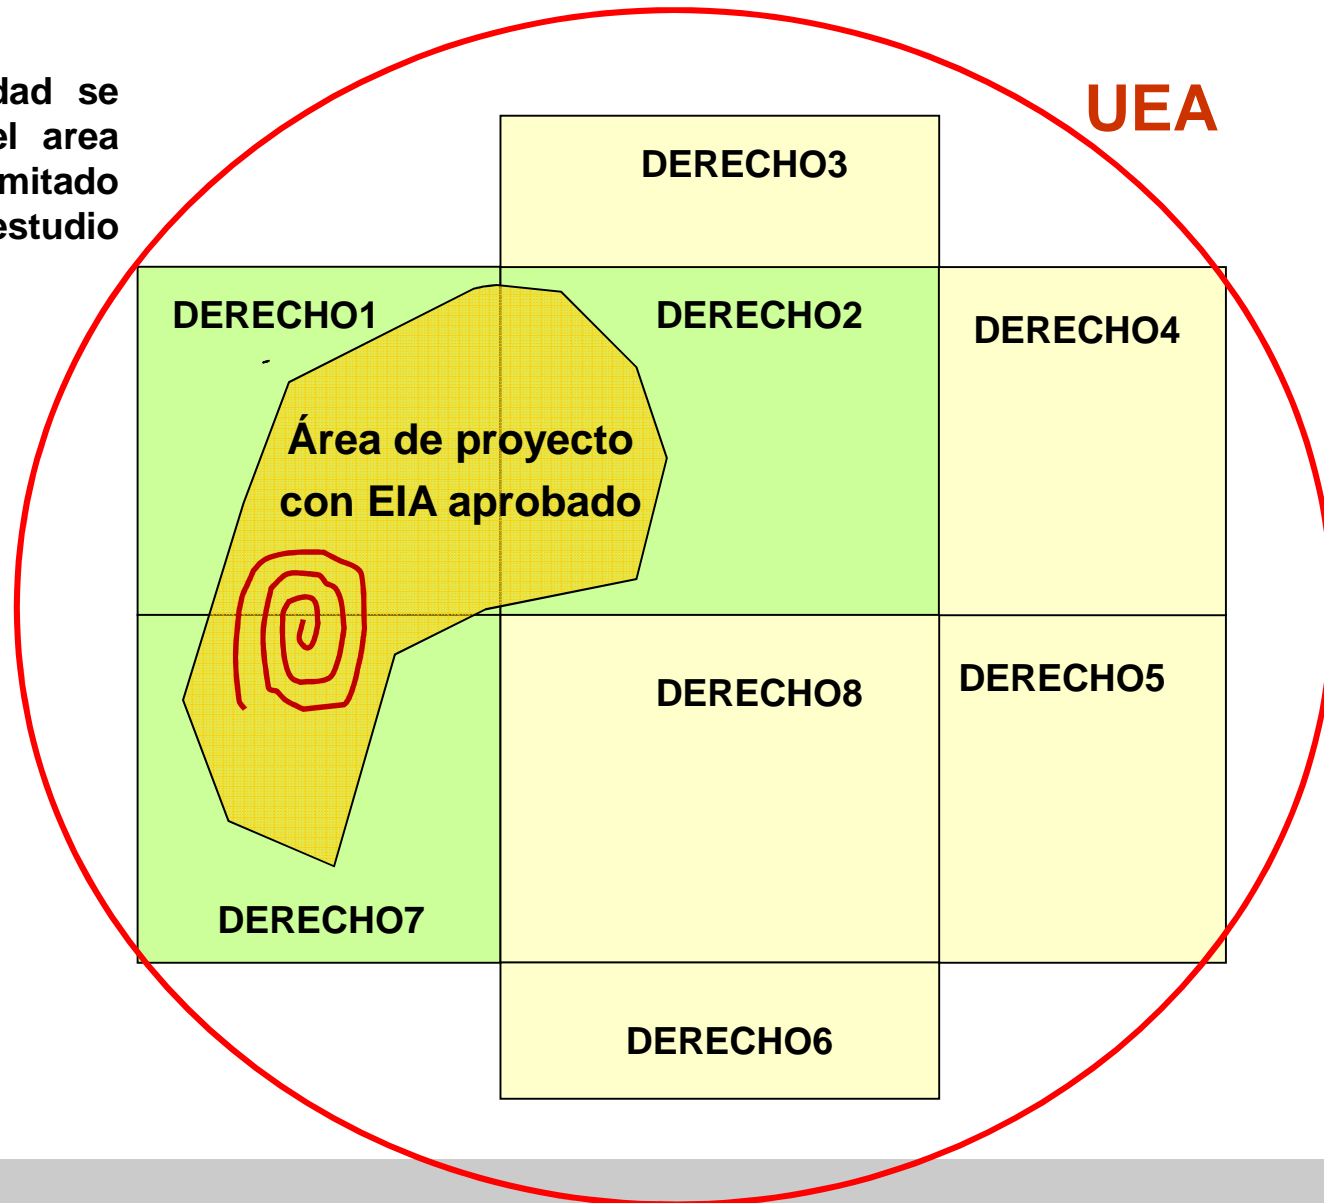 dad se
el area
mitado
estudio
UEA
DERECHO3
DERECHO1
DERECHO2
DERECHO4
Área de proyecto
con EIA aprobado
DERECHO8
DERECHO5
DERECHO7
DERECHO6